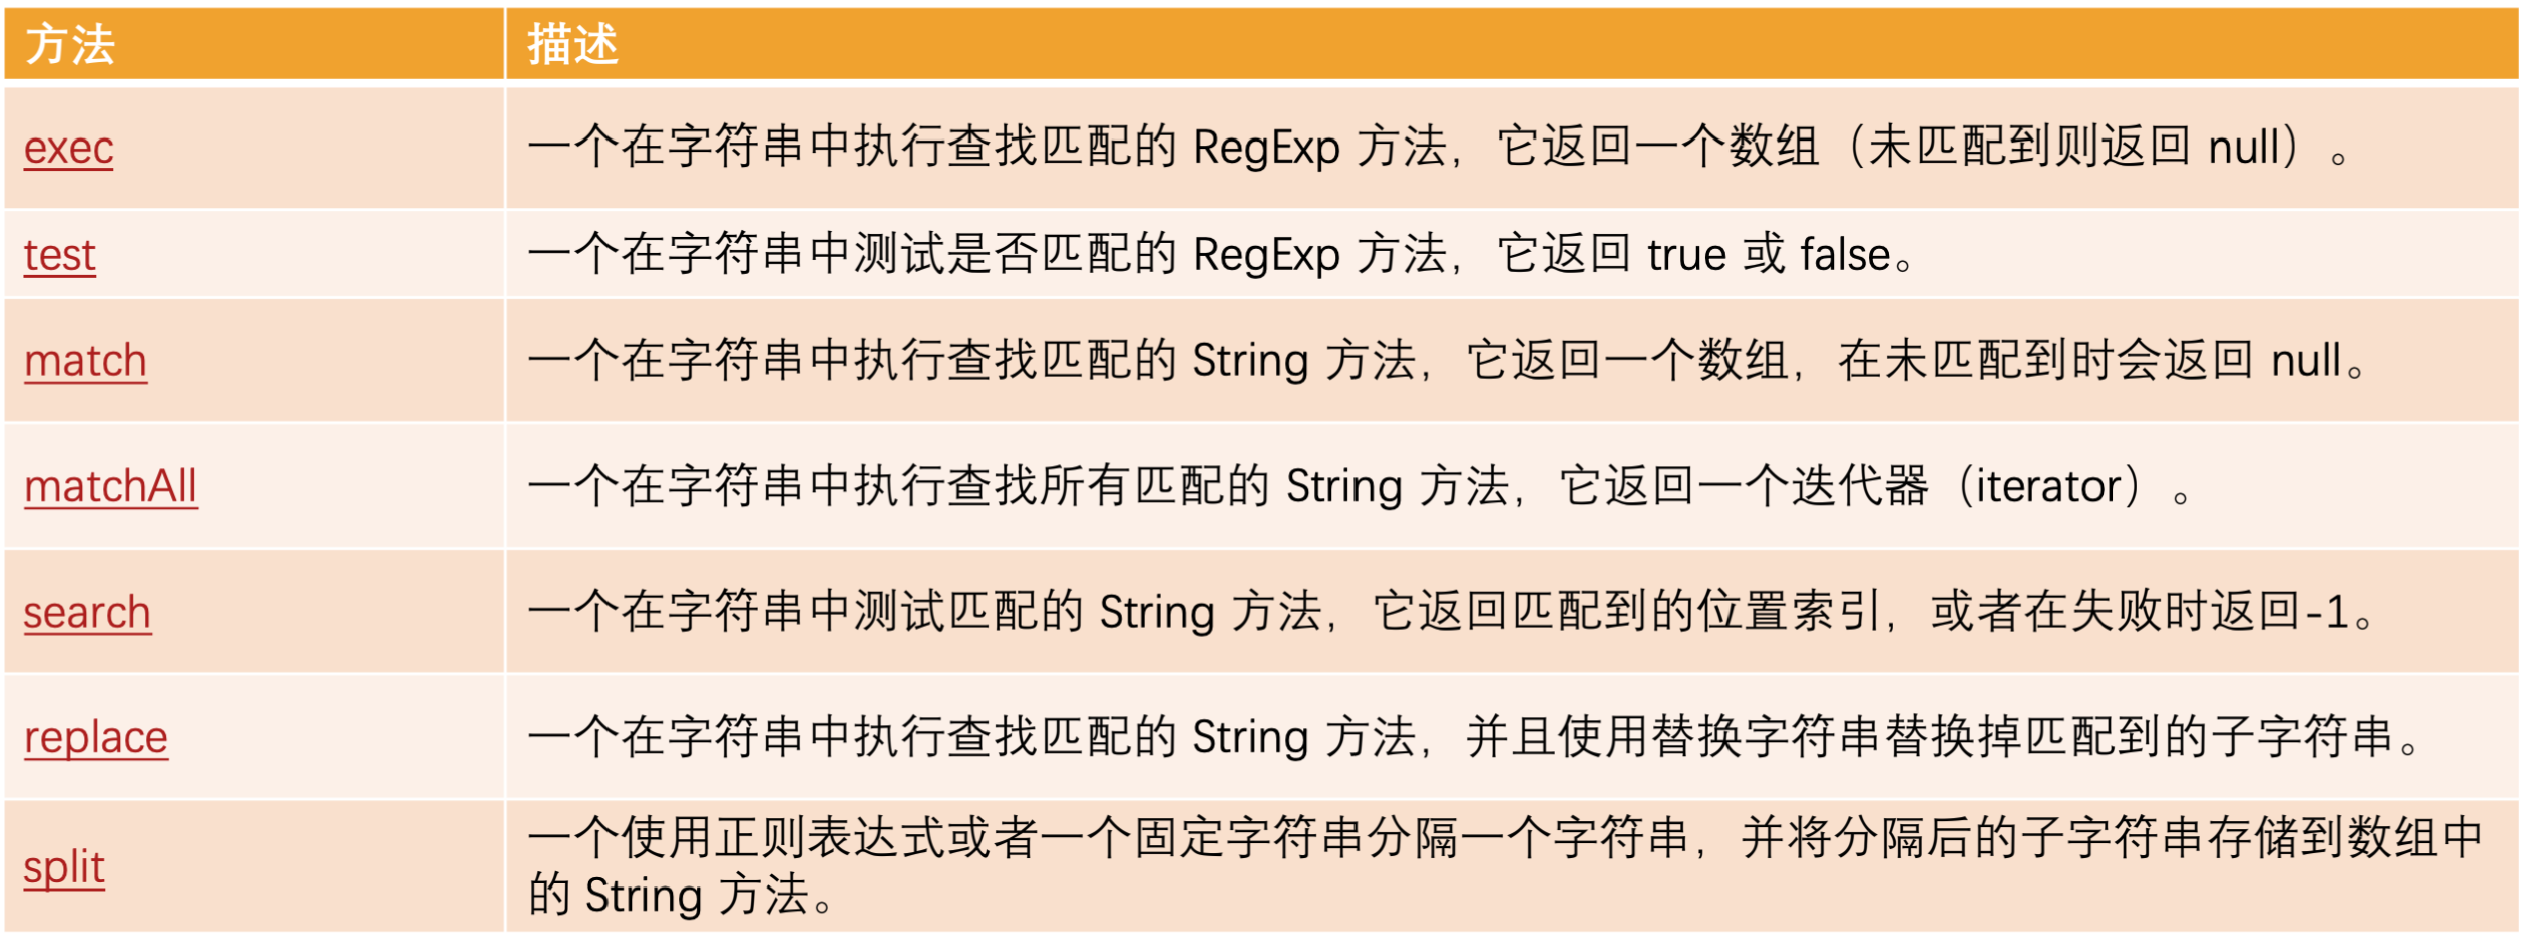 方法 描述
exec 一个在字符串中执行查找匹配的 RegExp 方法，它返回一个数组（未匹配到则返回 null）。
test 一个在字符串中测试是否匹配的 RegExp 方法，它返回 true 或 false。
match 一个在字符串中执行查找匹配的 String 方法，它返回一个数组，在未匹配到时会返回 null。
matchAll 一个在字符串中执行查找所有匹配的 String 方法，它返回一个迭代器（iterator）。
search 一个在字符串中测试匹配的 String 方法，它返回匹配到的位置索引，或者在失败时返回-1。
replace 一个在字符串中执行查找匹配的 String 方法，并且使用替换字符串替换掉匹配到的子字符串。
split 一个使用正则表达式或者一个固定字符串分隔一个字符串，并将分隔后的子字符串存储到数组中
的 String 方法。